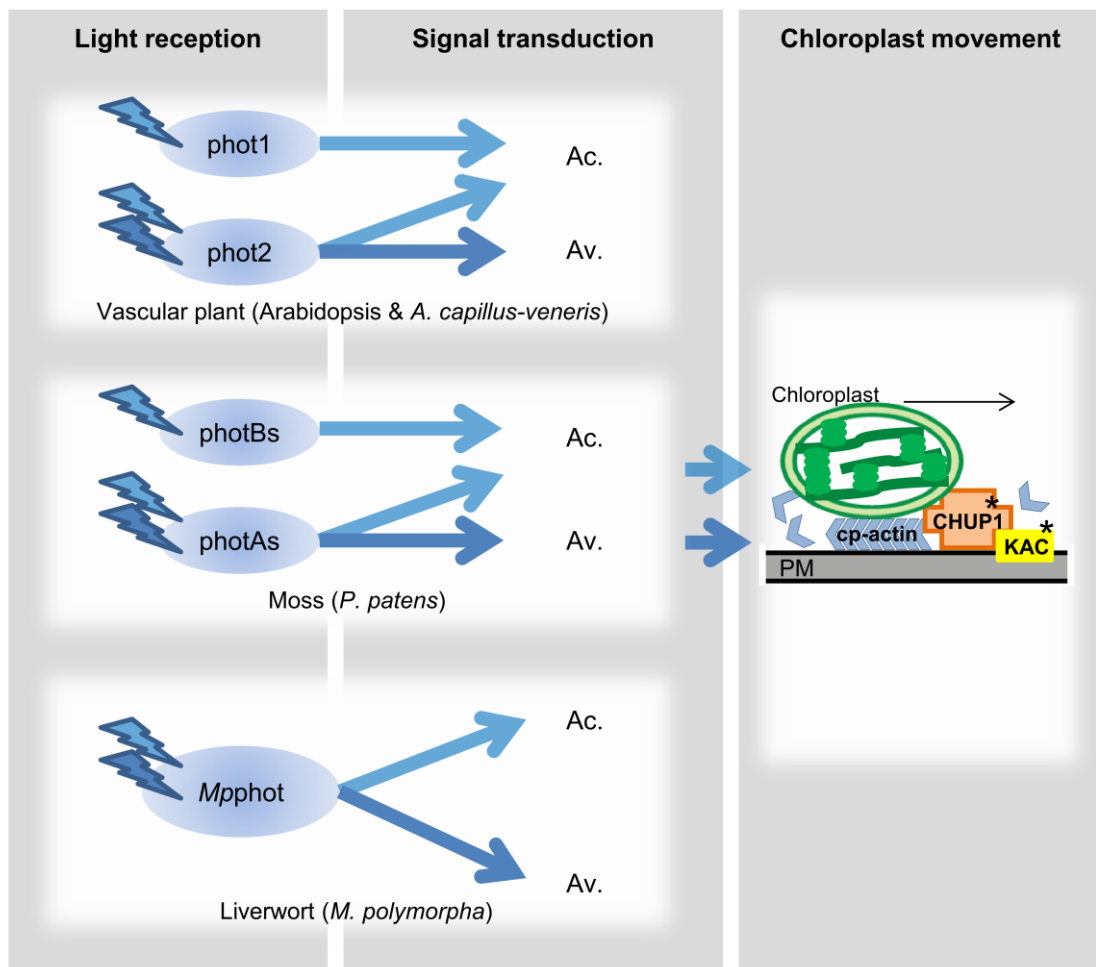 Light reception
Signal transduction
Chloroplast movement
phot1
Ac.
phot2
Av.
Vascular plant (Arabidopsis & A. capillus-veneris)
photBs
Ac.
photAs
Av.
Moss (P. patens)
Mpphot
Ac.
Av.
Liverwort (M. polymorpha)
Chloroplast
*
CHUP1
*
cp-actin
KAC
PM